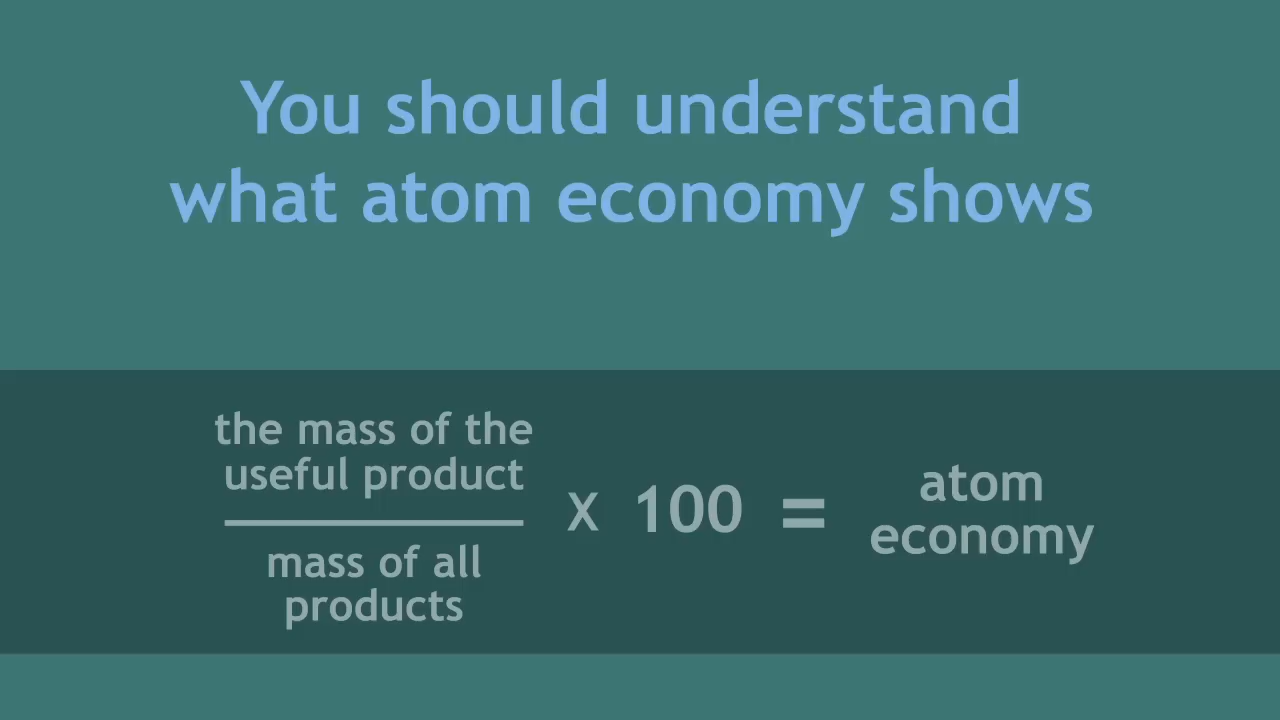 You should understand
what atom economy shows
the mass of the
useful product
mass of all
products
X 100 =
atom
economy